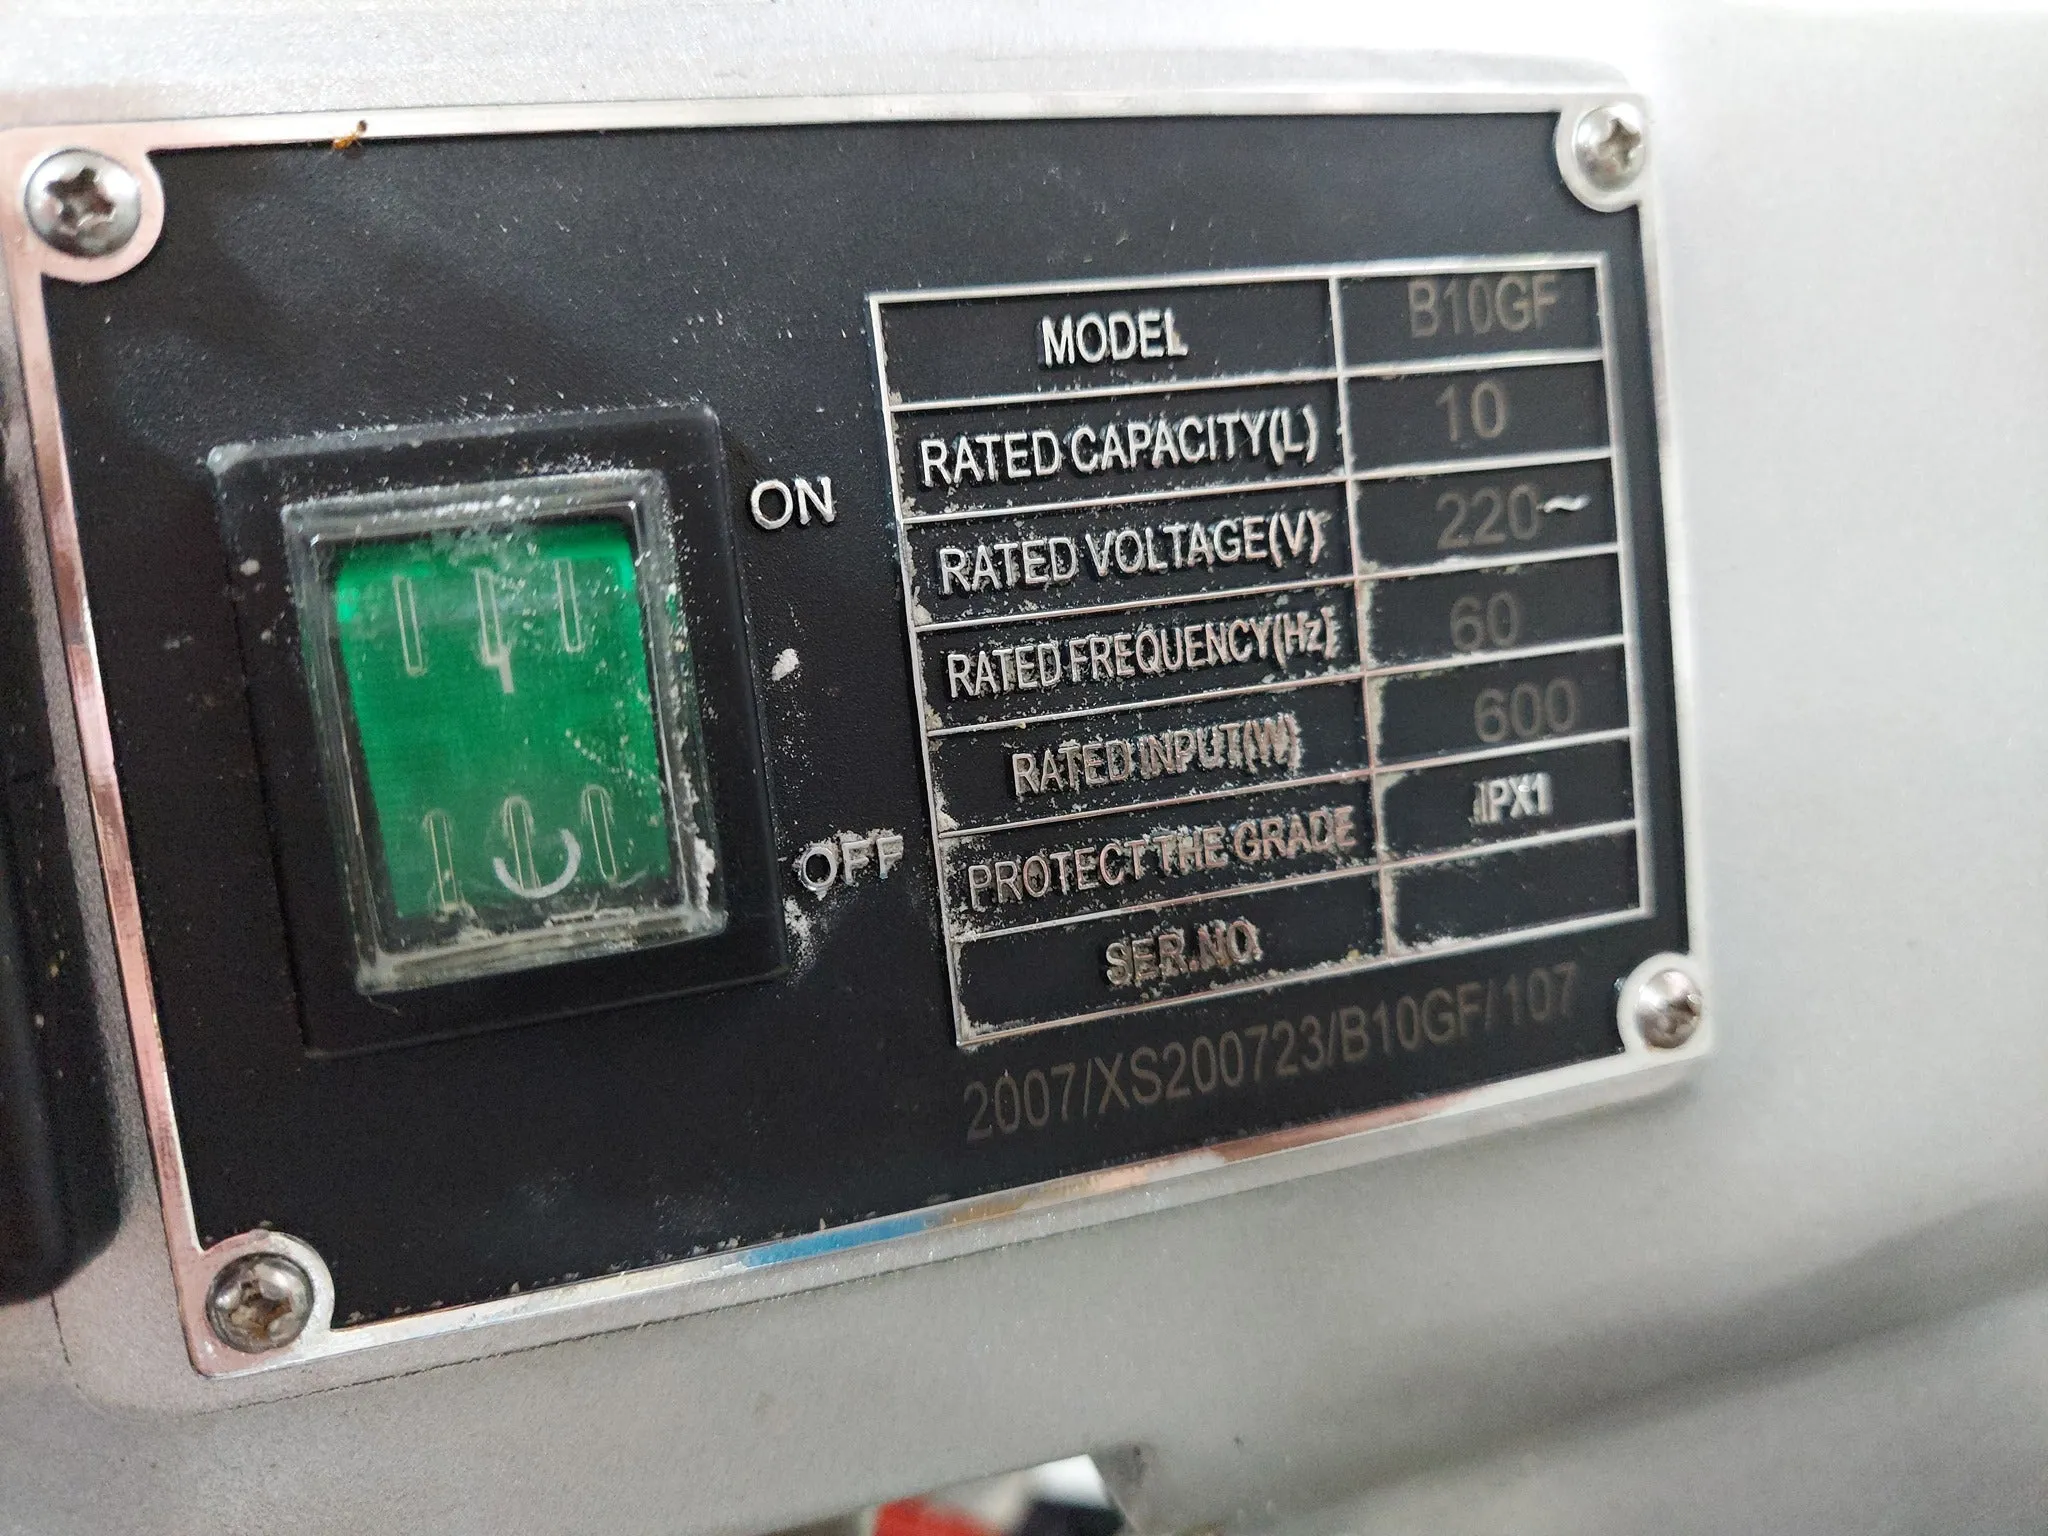 ON
OFF
MODEL B10GF
RATED CAPACITY(L) 10
RATED VOLTAGE(V) 220~
RATED FREQUENCY(Hz) 60
RATED INPUT(W) 600
PROTECT THE GRADE IPX1
SER.NO
2007/XS200723/B10GF/107